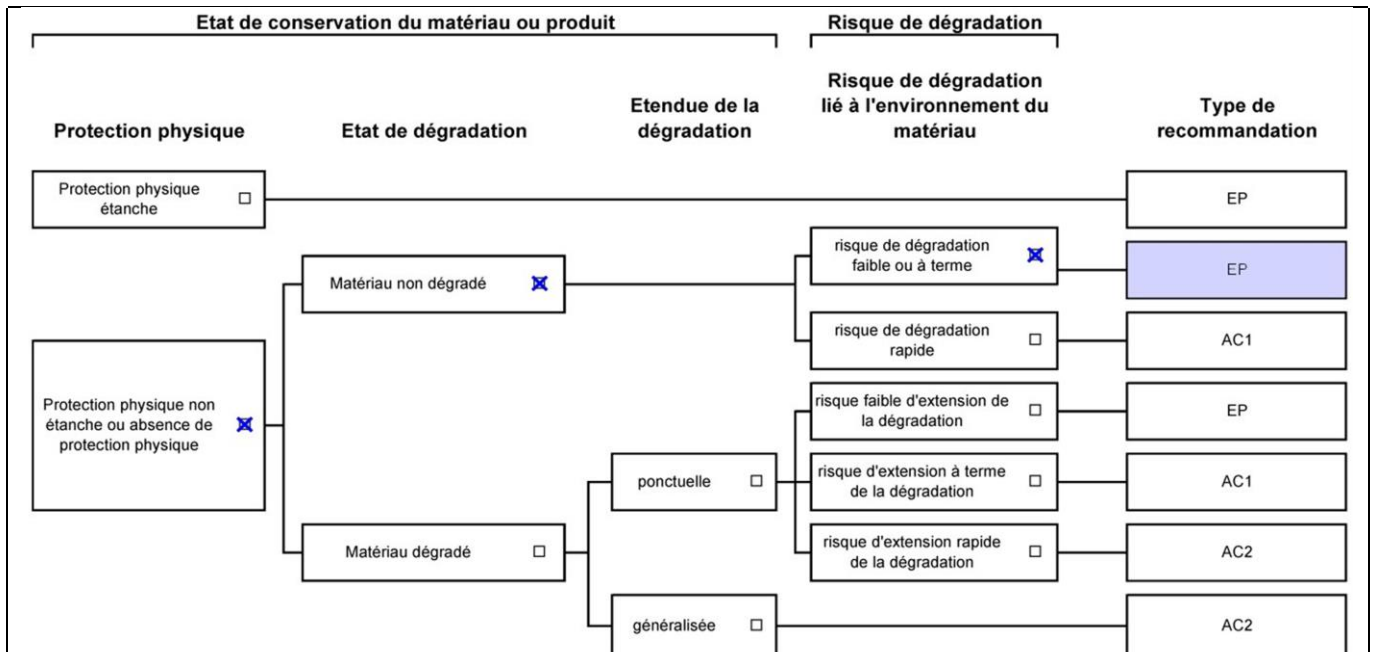 Etat de conservation du matériau ou produit
Risque de dégradation
Protection physique
Etat de dégradation
Etendue de la
dégradation
Risque de dégradation
lié à l'environnement du
matériau
Type de
recommandation
Protection physique
étanche
EP
risque de dégradation
faible ou à terme
EP
Matériau non dégradé
risque de dégradation
rapide
AC1
Protection physique non
étanche ou absence de
protection physique
risque faible d'extension de
la dégradation
EP
ponctuelle
risque d'extension à terme
de la dégradation
AC1
Matériau dégradé
risque d'extension rapide
de la dégradation
AC2
généralisée
AC2